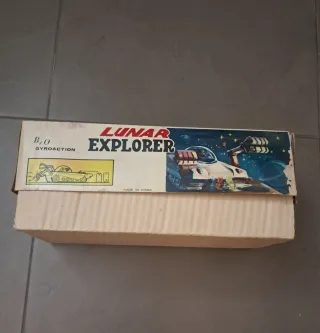 LUNAR
EXPLORER
B/O
GYROACTION